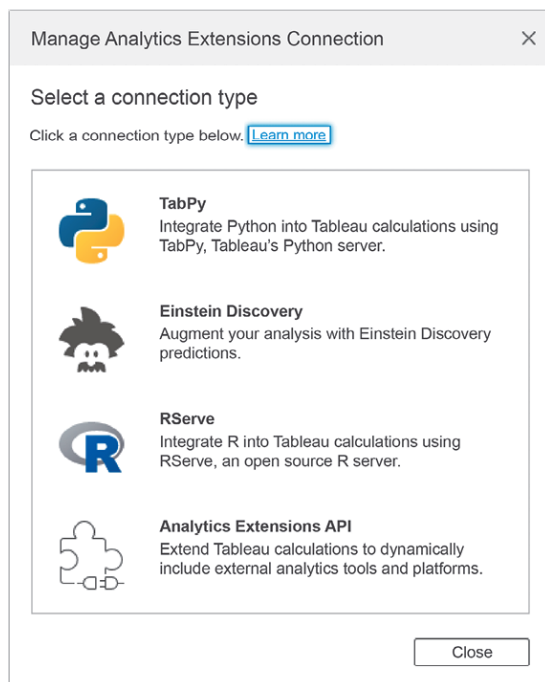 Manage Analytics Extensions Connection
Select a connection type
Click a connection type below. Learn more
TabPy
Integrate Python into Tableau calculations using
TabPy, Tableau's Python server.
Einstein Discovery
Augment your analysis with Einstein Discovery
predictions.
RServe
Integrate R into Tableau calculations using
RServe, an open source R server.
Analytics Extensions API
Extend Tableau calculations to dynamically
include external analytics tools and platforms.
Close